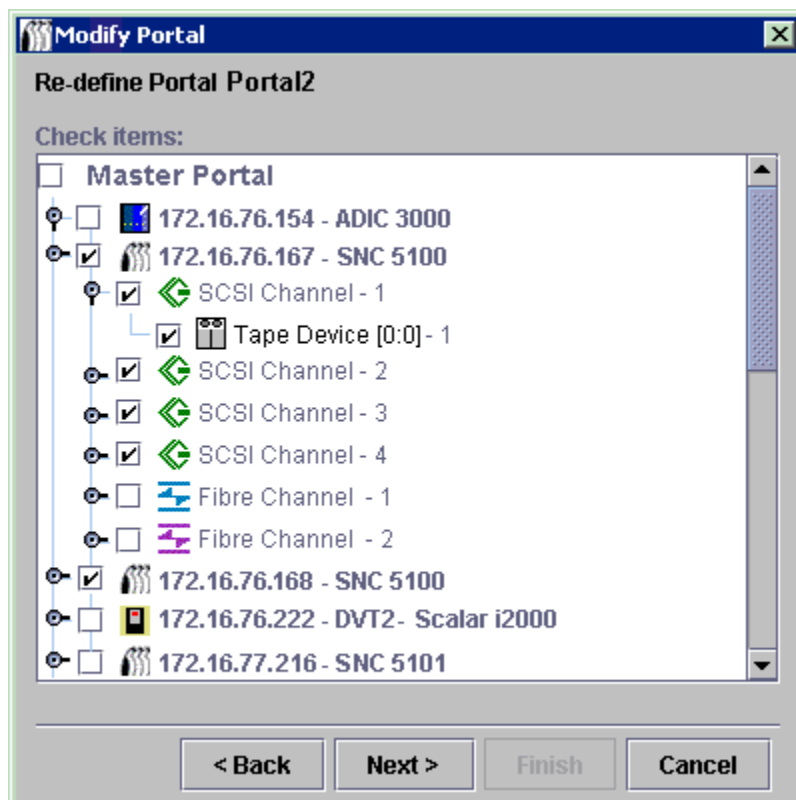 Modify Portal
Re-define Portal Portal2
Check items:
Master Portal
172.16.76.154 - ADIC 3000
172.16.76.167 - SNC 5100
SCSI Channel - 1
Tape Device [0:0] - 1
SCSI Channel - 2
SCSI Channel - 3
SCSI Channel - 4
Fibre Channel - 1
Fibre Channel - 2
172.16.76.168 - SNC 5100
172.16.76.222 - DVT2- Scalar i2000
172.16.77.216 - SNC 5101
< Back Next > Finish Cancel